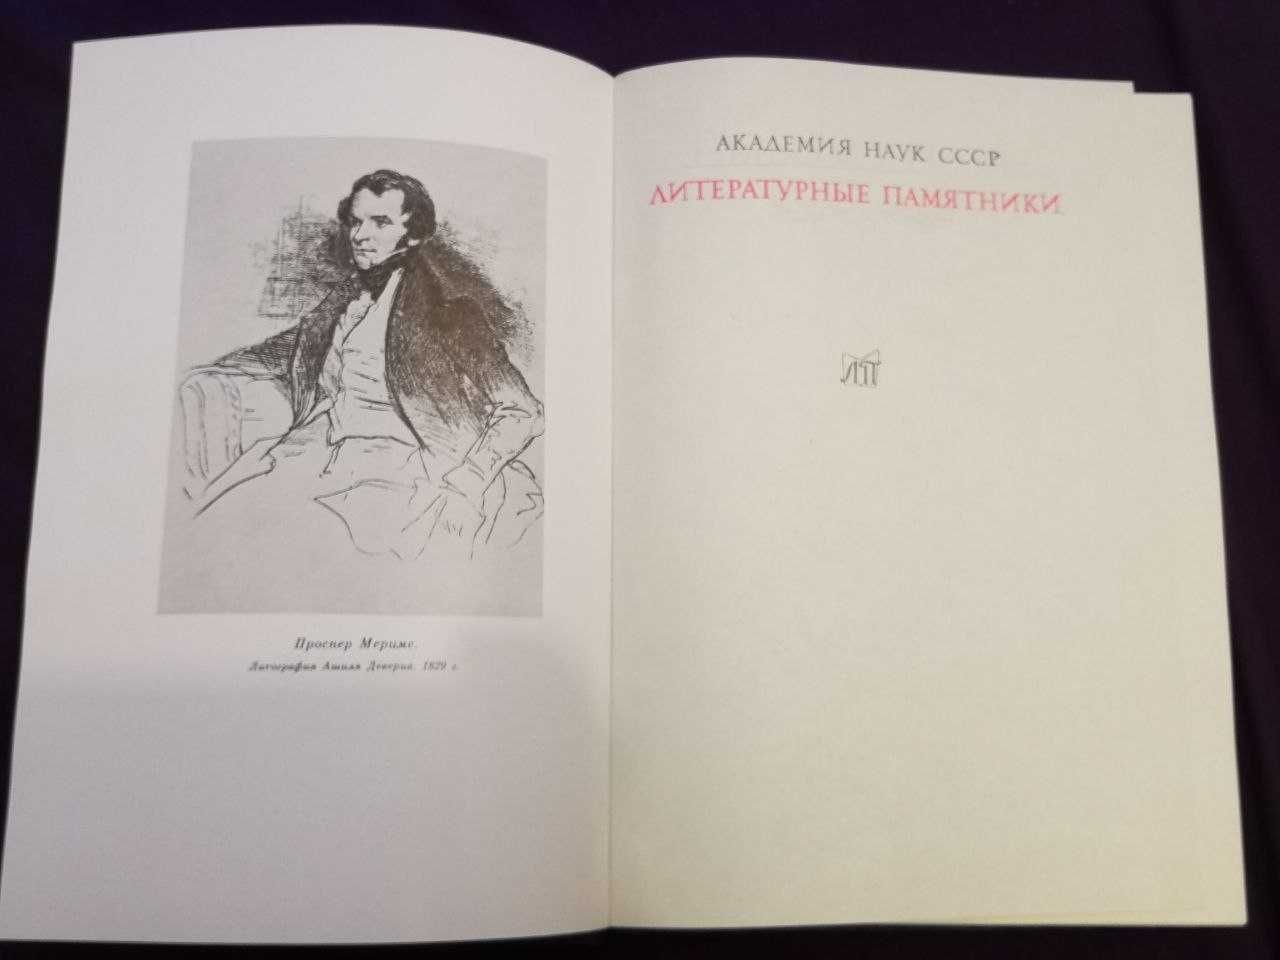 Проспер Мериме.
Литография Ашиля Девериа. 1829 г.
АКАДЕМИЯ НАУК СССР
ЛИТЕРАТУРНЫЕ ПАМЯТНИКИ
ЛП